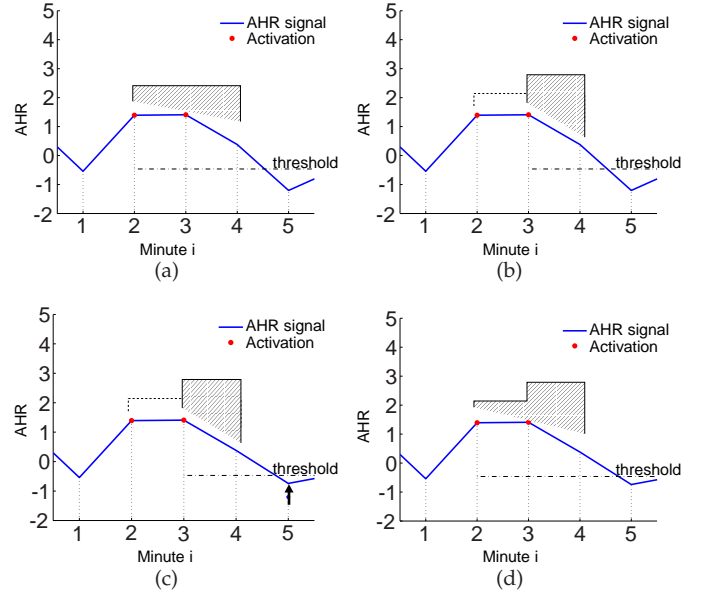 5
4
3
2
1
0
-1
-2
AHR
AHR signal
Activation
threshold
1 2 3 4 5
Minute i
(a)
5
4
3
2
1
0
-1
-2
AHR
AHR signal
Activation
threshold
1 2 3 4 5
Minute i
(b)
5
4
3
2
1
0
-1
-2
AHR
AHR signal
Activation
threshold
1 2 3 4 5
Minute i
(c)
5
4
3
2
1
0
-1
-2
AHR
AHR signal
Activation
threshold
1 2 3 4 5
Minute i
(d)